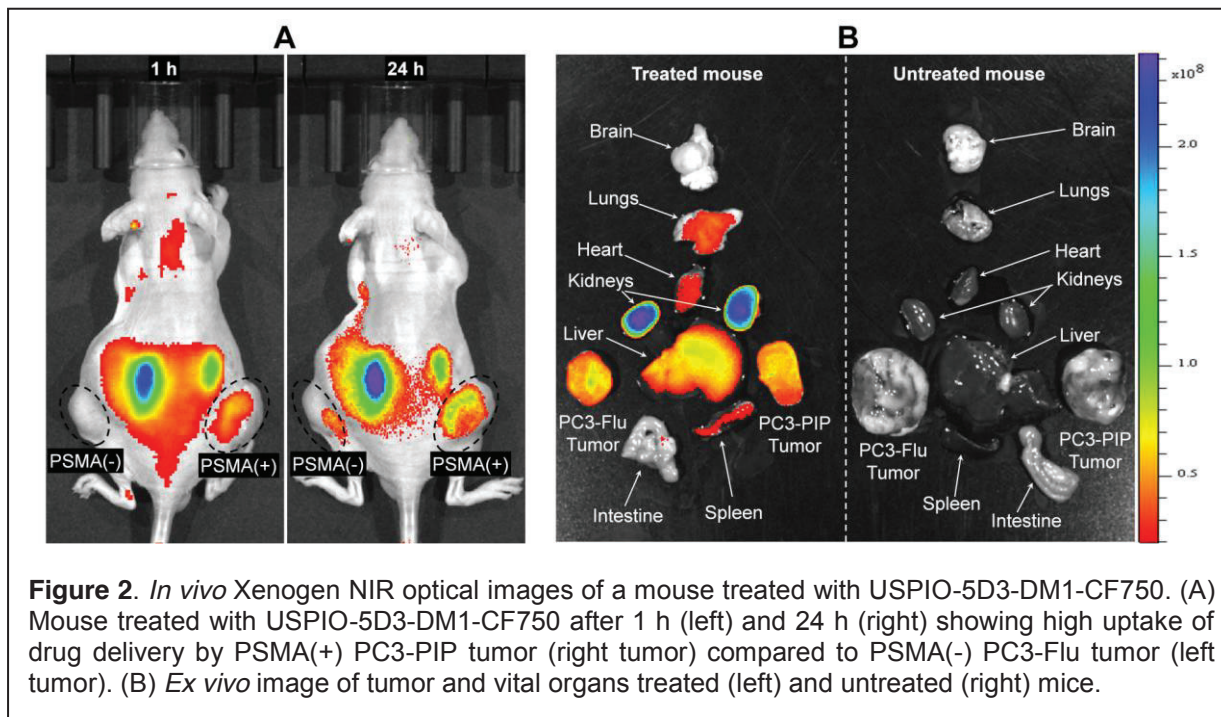 A
B
1 h
24 h
PSMA(-)
PSMA(+)
PSMA(-)
PSMA(+)
Treated mouse
Brain
Lungs
Heart
Kidneys
Liver
PC3-Flu
Tumor
PC3-PIP
Tumor
Intestine
Spleen
Untreated mouse
Brain
Lungs
Heart
Kidneys
Liver
PC3-Flu
Tumor
PC3-PIP
Tumor
Spleen
Intestine
x10⁸
2.0
1.5
1.0
0.5
Figure 2. In vivo Xenogen NIR optical images of a mouse treated with USPIO-5D3-DM1-CF750. (A)
Mouse treated with USPIO-5D3-DM1-CF750 after 1 h (left) and 24 h (right) showing high uptake of
drug delivery by PSMA(+) PC3-PIP tumor (right tumor) compared to PSMA(-) PC3-Flu tumor (left
tumor). (B) Ex vivo image of tumor and vital organs treated (left) and untreated (right) mice.